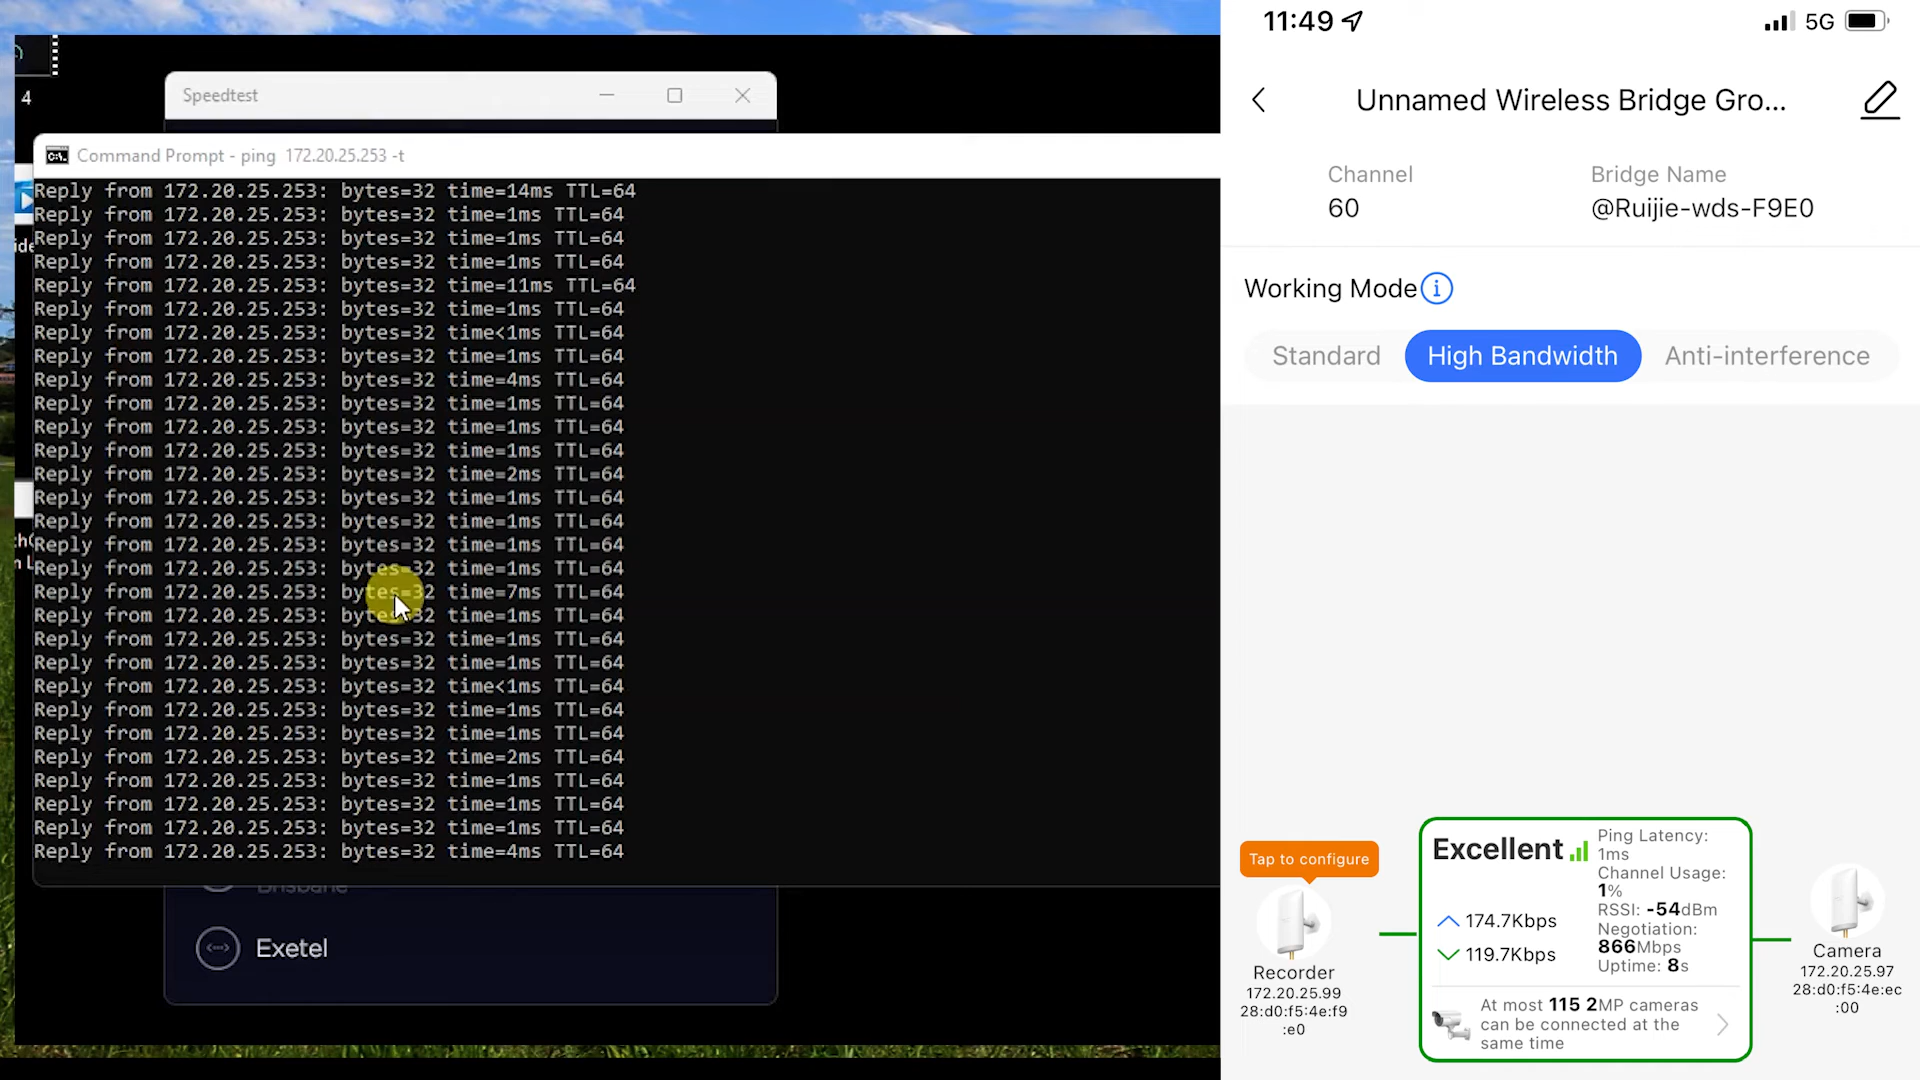 4
Speedtest
Command Prompt - ping 172.20.25.253 -t
Reply from 172.20.25.253: bytes=32 time=14ms TTL=64
Reply from 172.20.25.253: bytes=32 time=1ms TTL=64
Reply from 172.20.25.253: bytes=32 time=1ms TTL=64
Reply from 172.20.25.253: bytes=32 time=1ms TTL=64
Reply from 172.20.25.253: bytes=32 time=11ms TTL=64
Reply from 172.20.25.253: bytes=32 time=1ms TTL=64
Reply from 172.20.25.253: bytes=32 time<1ms TTL=64
Reply from 172.20.25.253: bytes=32 time=1ms TTL=64
Reply from 172.20.25.253: bytes=32 time=4ms TTL=64
Reply from 172.20.25.253: bytes=32 time=1ms TTL=64
Reply from 172.20.25.253: bytes=32 time=1ms TTL=64
Reply from 172.20.25.253: bytes=32 time=1ms TTL=64
Reply from 172.20.25.253: bytes=32 time=2ms TTL=64
Reply from 172.20.25.253: bytes=32 time=1ms TTL=64
Reply from 172.20.25.253: bytes=32 time=1ms TTL=64
Reply from 172.20.25.253: bytes=32 time=1ms TTL=64
Reply from 172.20.25.253: bytes=32 time=1ms TTL=64
Reply from 172.20.25.253: bytes=32 time=7ms TTL=64
Reply from 172.20.25.253: bytes=32 time=1ms TTL=64
Reply from 172.20.25.253: bytes=32 time=1ms TTL=64
Reply from 172.20.25.253: bytes=32 time=1ms TTL=64
Reply from 172.20.25.253: bytes=32 time<1ms TTL=64
Reply from 172.20.25.253: bytes=32 time=1ms TTL=64
Reply from 172.20.25.253: bytes=32 time=1ms TTL=64
Reply from 172.20.25.253: bytes=32 time=2ms TTL=64
Reply from 172.20.25.253: bytes=32 time=1ms TTL=64
Reply from 172.20.25.253: bytes=32 time=1ms TTL=64
Reply from 172.20.25.253: bytes=32 time=1ms TTL=64
Reply from 172.20.25.253: bytes=32 time=4ms TTL=64
Brisbane
Exetel
11:49
5G
Unnamed Wireless Bridge Gro...
Channel
60
Bridge Name
@Ruijie-wds-F9E0
Working Mode
Standard
High Bandwidth
Anti-interference
Tap to configure
Recorder
172.20.25.99
28:d0:f5:4e:f9
:e0
Excellent
174.7Kbps
119.7Kbps
Ping Latency:
1ms
Channel Usage:
1%
RSSI: -54dBm
Negotiation:
866Mbps
Uptime: 8s
At most 115 2MP cameras
can be connected at the
same time
Camera
172.20.25.97
28:d0:f5:4e:ec
:00